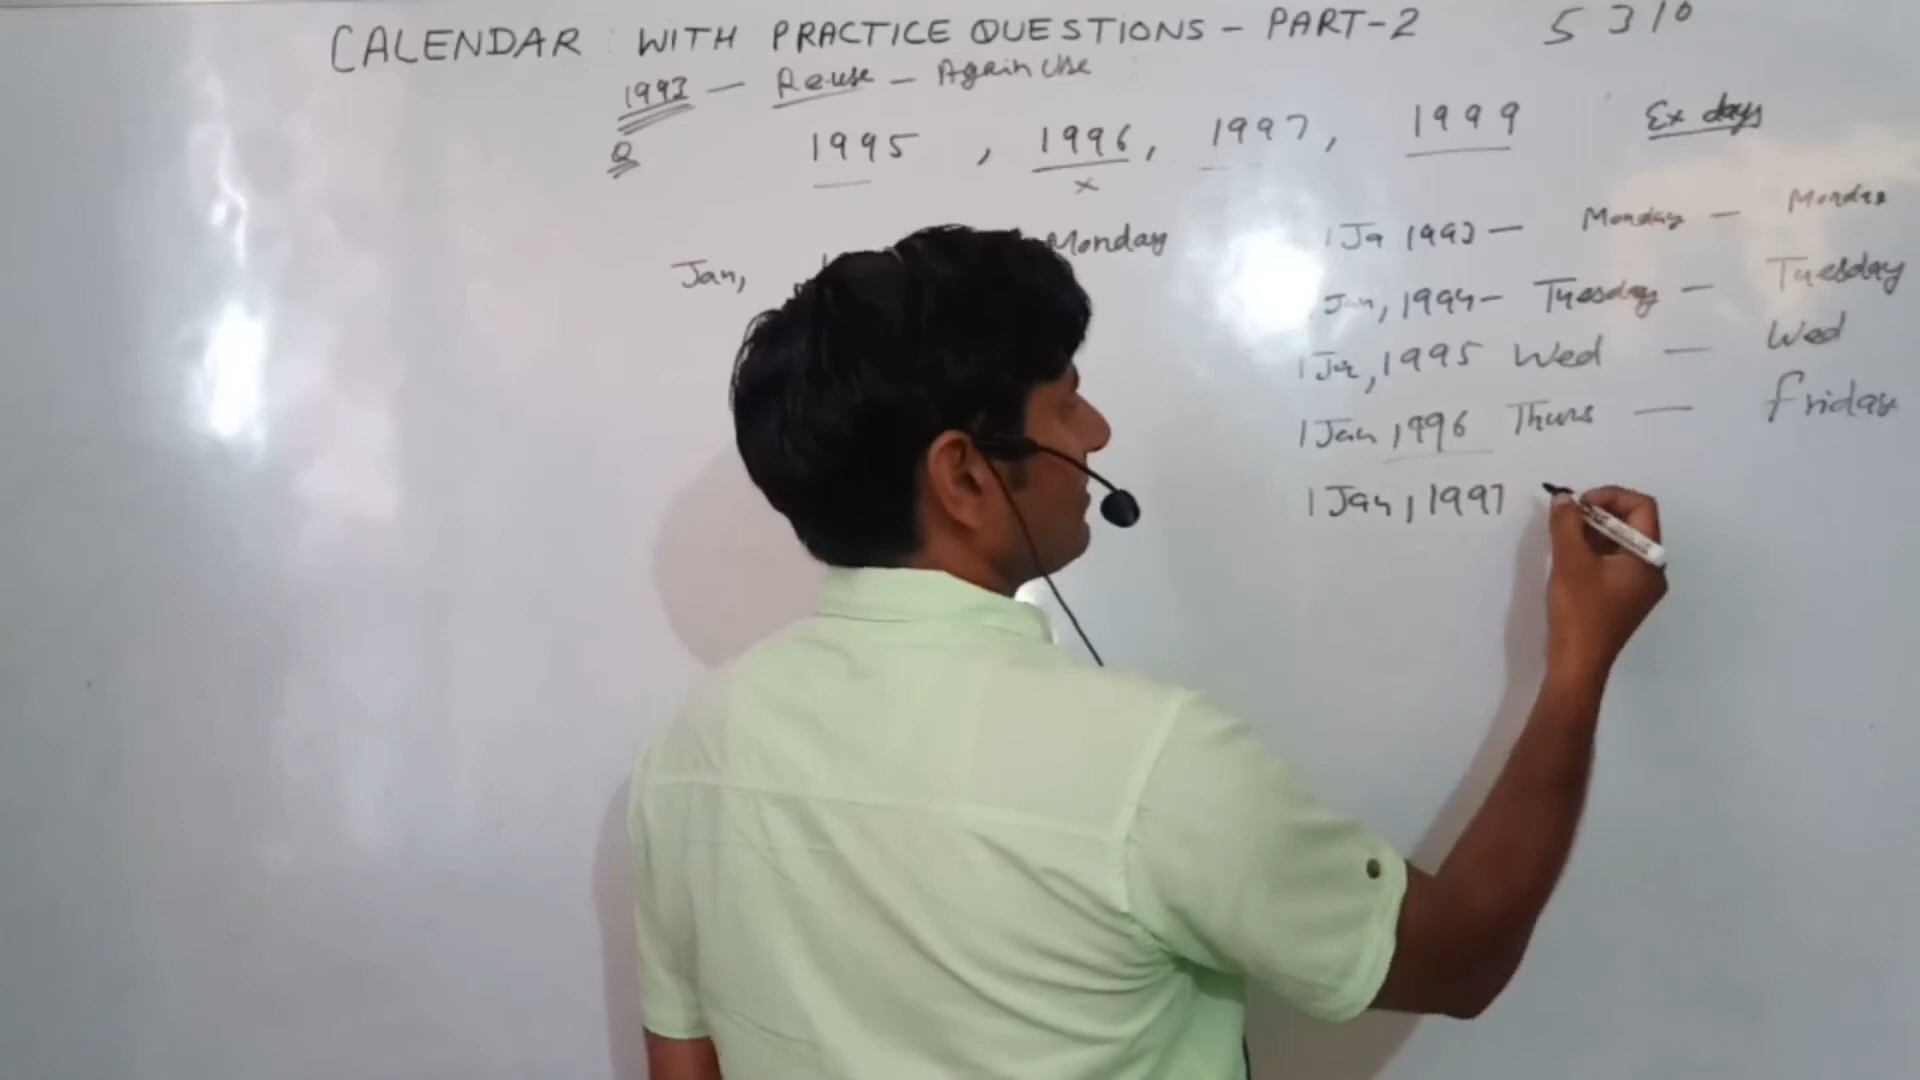 CALENDAR WITH PRACTICE QUESTIONS - PART-2 5 3 1 0
1993 - Reuse - Again Use
Q 1995 , 1996 , 1997 , 1999 Ex days
x
Jan, Monday
1 Ja 1993 - Monday - Monday
Jan, 1994 - Tuesday - Tuesday
1 Jan, 1995 Wed - Wed
1 Jan 1996 Thurs - Friday
1 Jan, 1997